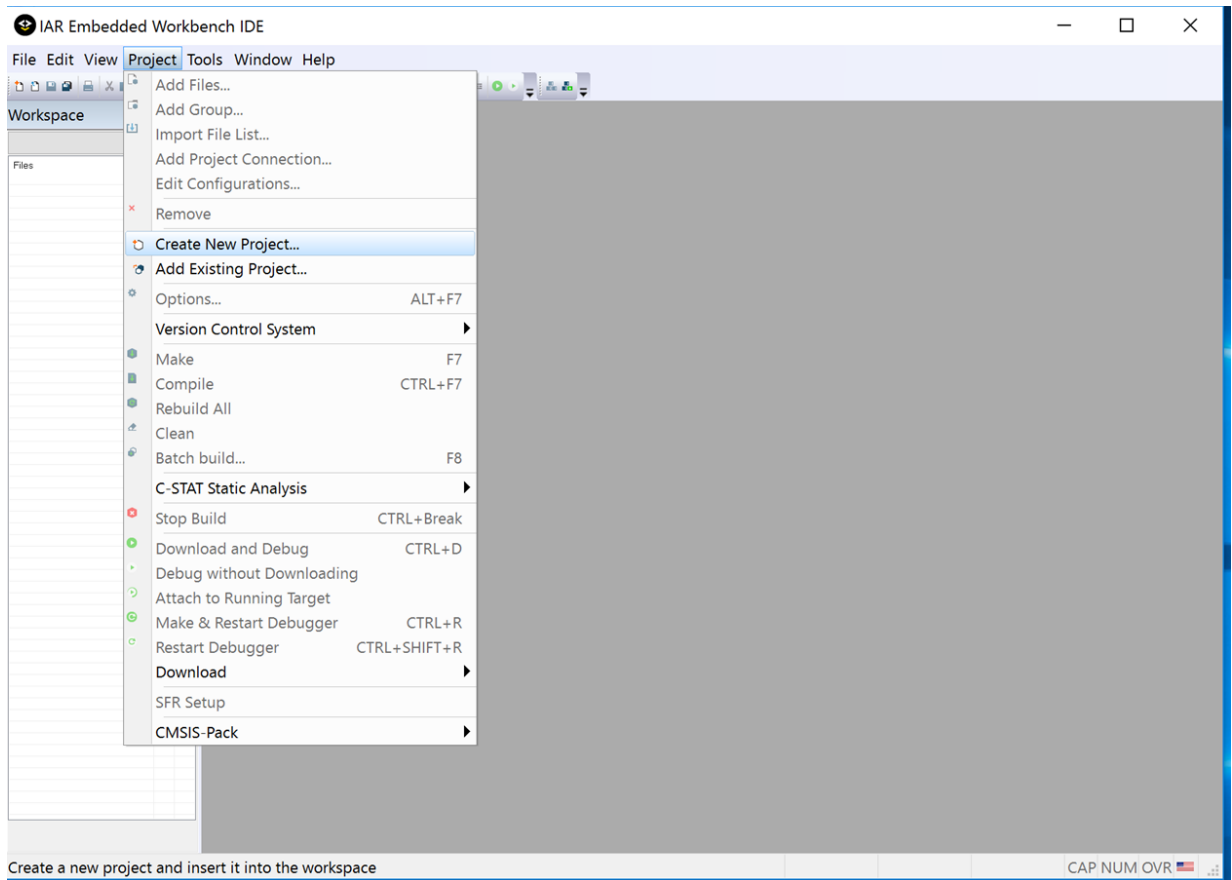 IAR Embedded Workbench IDE
File Edit View Project Tools Window Help
Workspace
Files
Add Files...
Add Group...
Import File List...
Add Project Connection...
Edit Configurations...
Remove
Create New Project...
Add Existing Project...
Options... ALT+F7
Version Control System
Make F7
Compile CTRL+F7
Rebuild All
Clean
Batch build... F8
C-STAT Static Analysis
Stop Build CTRL+Break
Download and Debug CTRL+D
Debug without Downloading
Attach to Running Target
Make & Restart Debugger CTRL+R
Restart Debugger CTRL+SHIFT+R
Download
SFR Setup
CMSIS-Pack
Create a new project and insert it into the workspace CAP NUM OVR